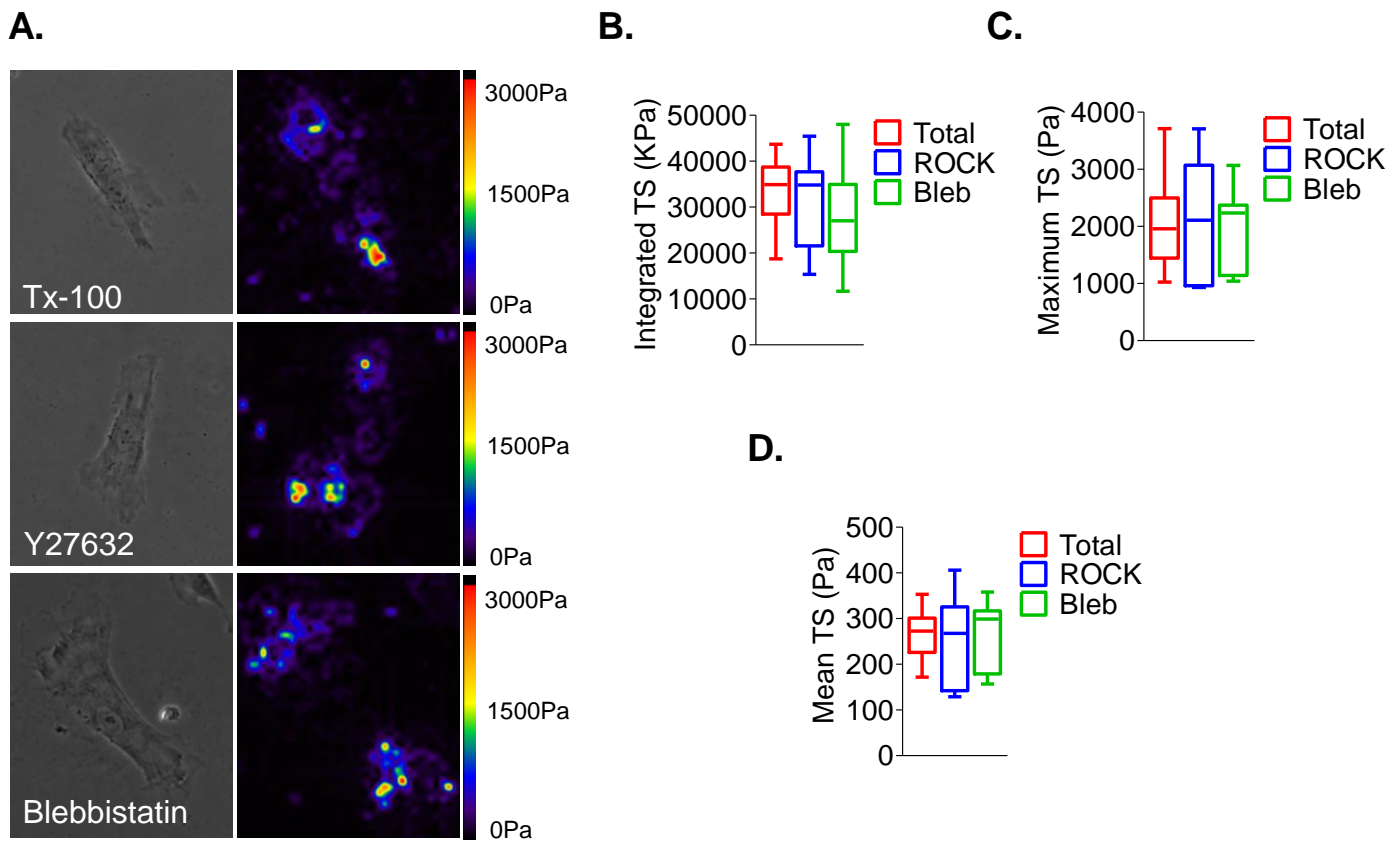 A.
3000Pa
1500Pa
0Pa
Tx-100
3000Pa
1500Pa
0Pa
Y27632
3000Pa
1500Pa
0Pa
Blebbistatin
B.
Integrated TS (KPa)
50000
40000
30000
20000
10000
0
Total
ROCK
Bleb
C.
Maximum TS (Pa)
4000
3000
2000
1000
0
Total
ROCK
Bleb
D.
Mean TS (Pa)
500
400
300
200
100
0
Total
ROCK
Bleb